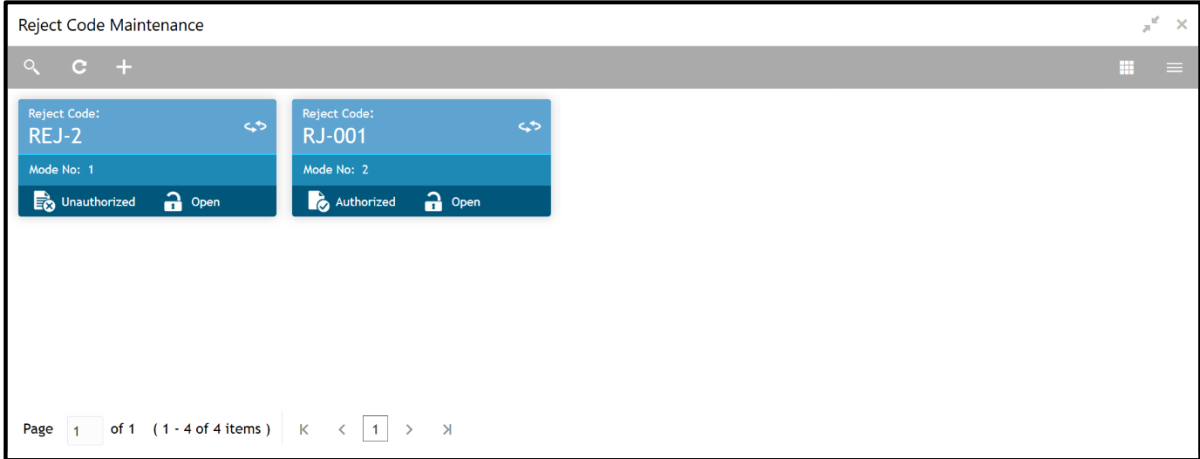 Reject Code Maintenance
Reject Code: Reject Code:
REJ-2 RJ-001
Mode No: 1 Mode No: 2
Unauthorized Open Authorized Open
Page 1 of 1 ( 1 - 4 of 4 items ) 1